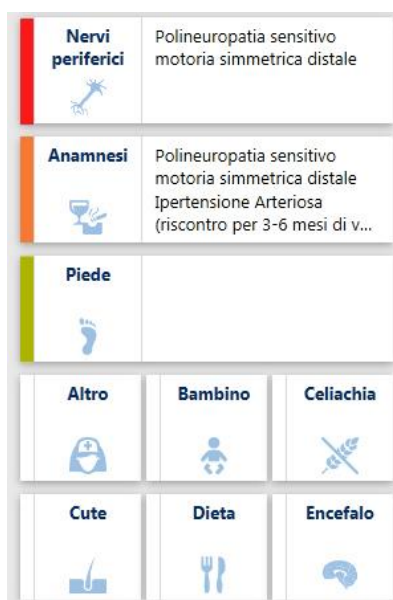 Nervi
periferici
Polineuropatia sensitivo
motoria simmetrica distale
Anamnesi
Polineuropatia sensitivo
motoria simmetrica distale
Ipertensione Arteriosa
(riscontro per 3-6 mesi di v...
Piede
Altro
Bambino
Celiachia
Cute
Dieta
Encefalo